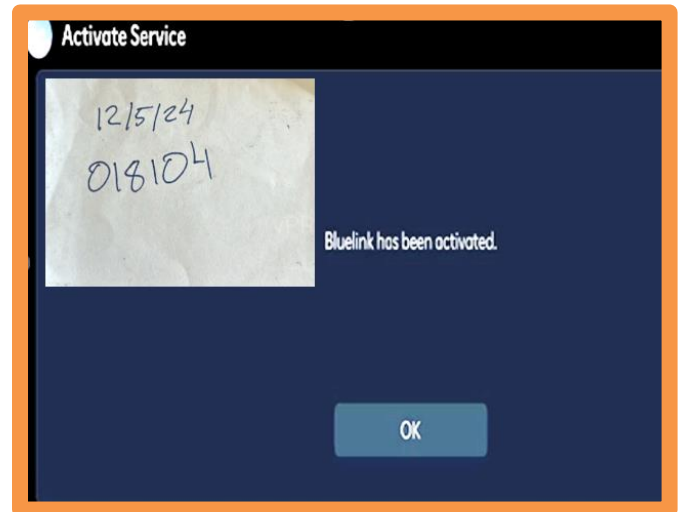 Activate Service
12/5/24
018104
Bluelink has been activated.
OK